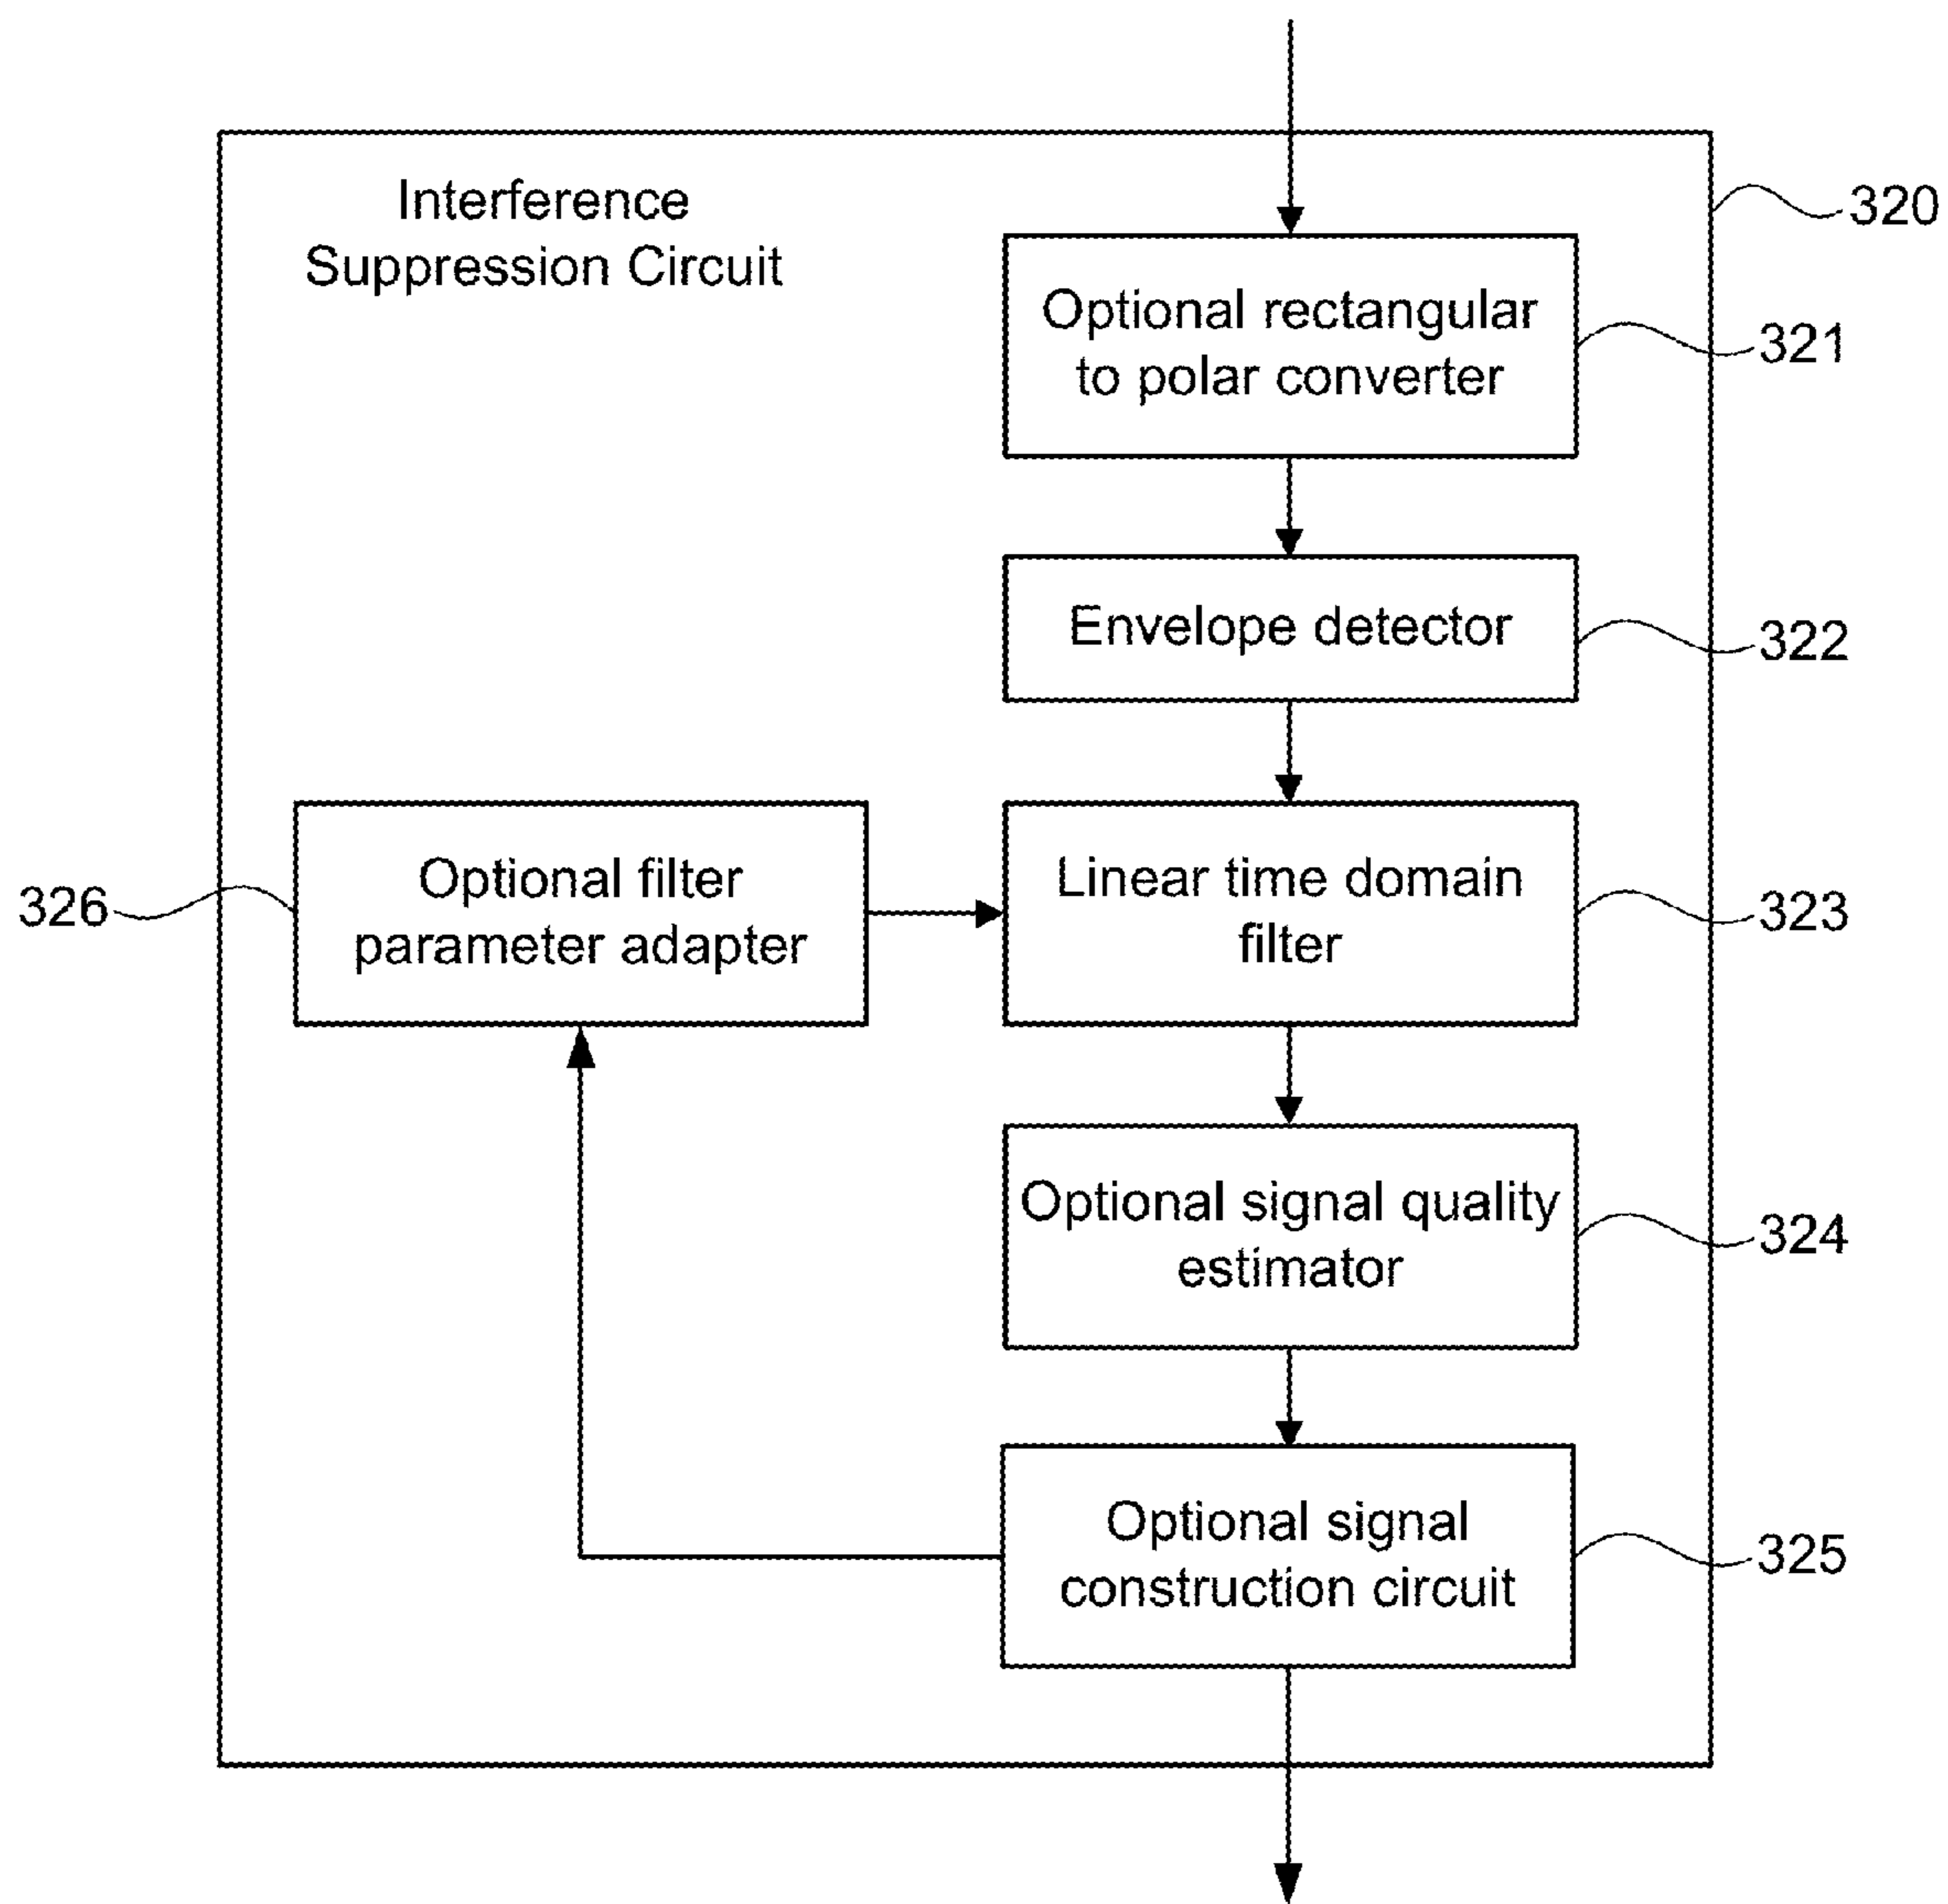 Interference
Suppression Circuit
320
Optional rectangular
to polar converter
321
Envelope detector
322
Optional filter
parameter adapter
326
Linear time domain
filter
323
Optional signal quality
estimator
324
Optional signal
construction circuit
325